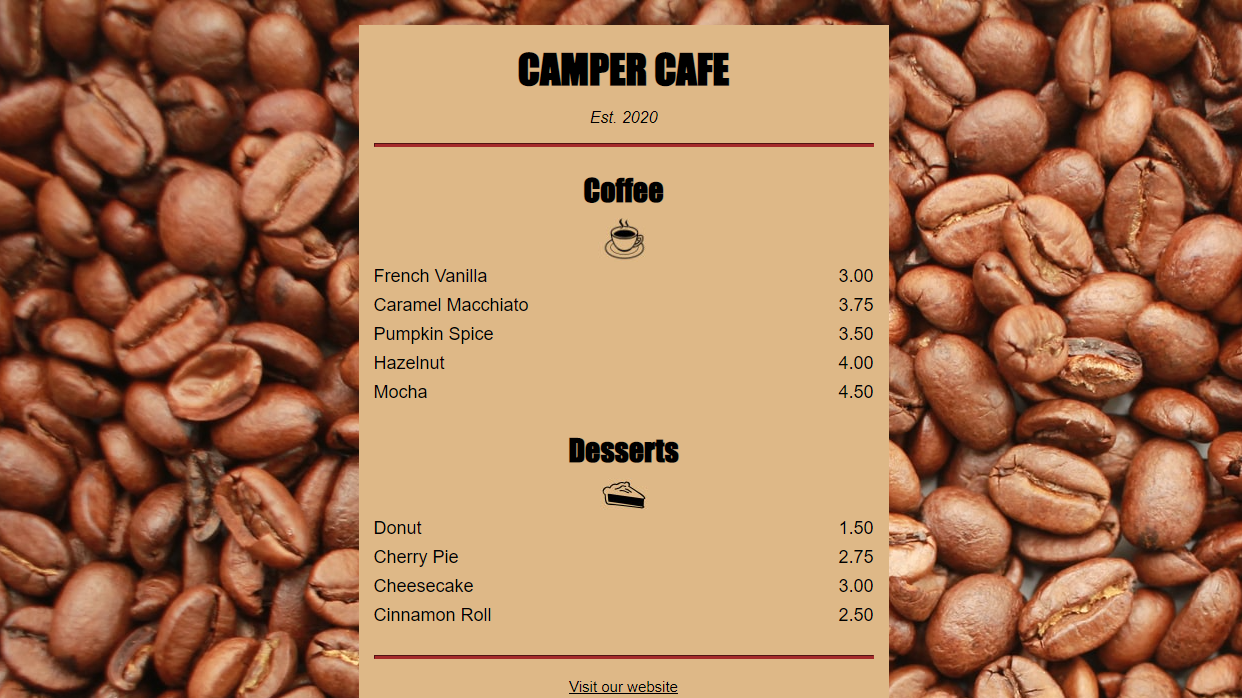 CAMPER CAFE
Est. 2020
Coffee
French Vanilla 3.00
Caramel Macchiato 3.75
Pumpkin Spice 3.50
Hazelnut 4.00
Mocha 4.50
Desserts
Donut 1.50
Cherry Pie 2.75
Cheesecake 3.00
Cinnamon Roll 2.50
Visit our website